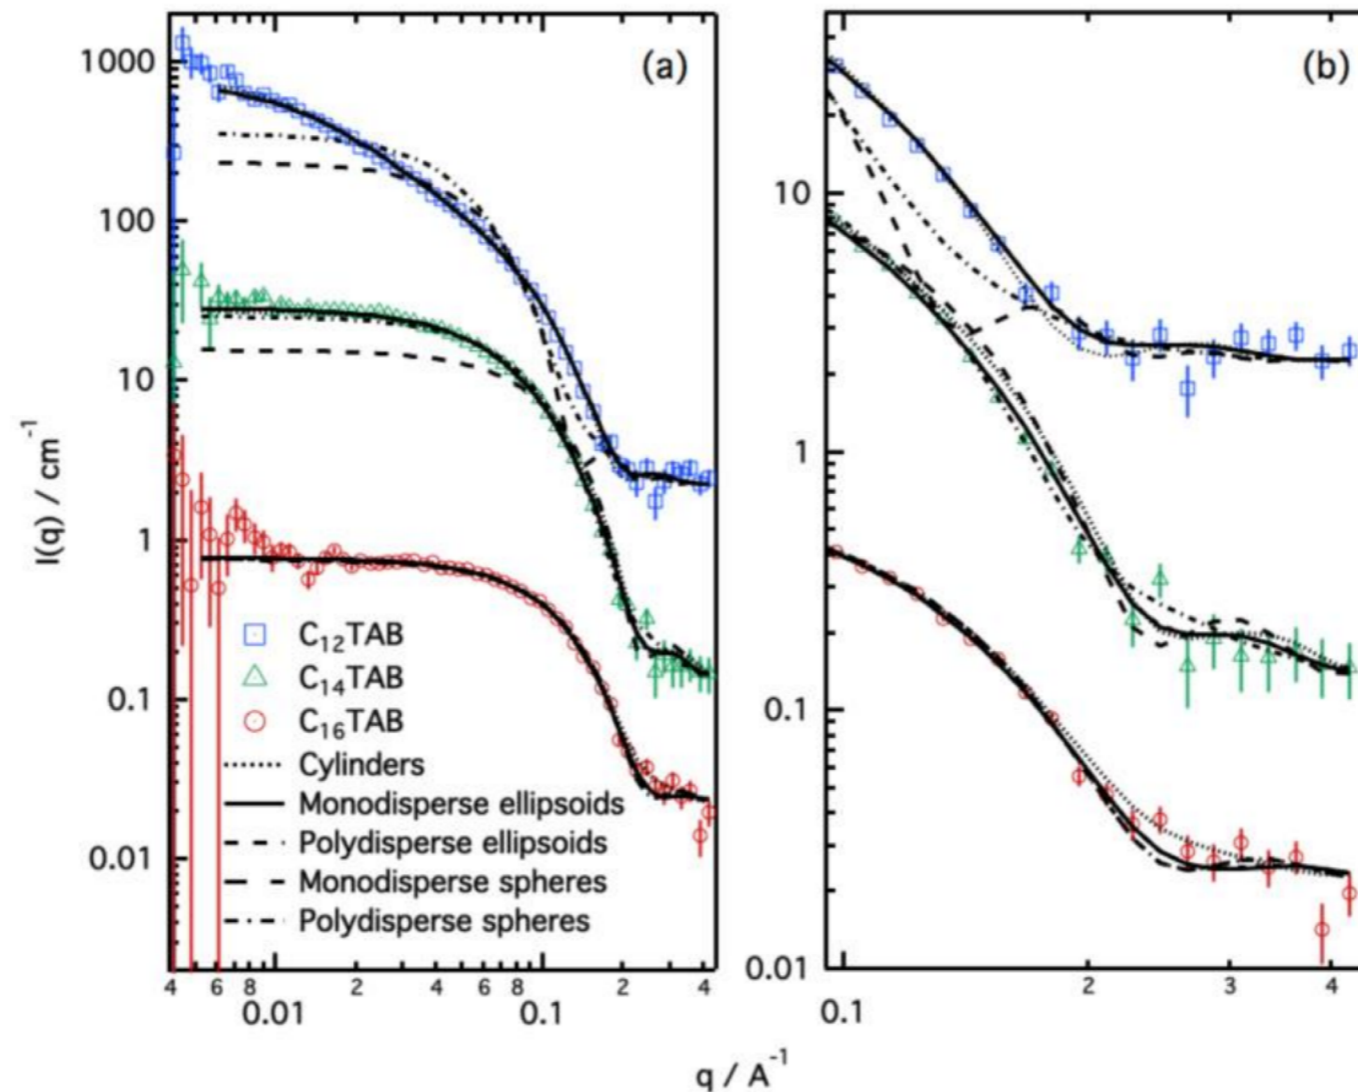 (a)
(b)
1000
100
10
1
0.1
0.01
I(q) / cm⁻¹
C₁₂TAB
C₁₄TAB
C₁₆TAB
Cylinders
Monodisperse ellipsoids
Polydisperse ellipsoids
Monodisperse spheres
Polydisperse spheres
4 6 8 2 4 6 8 2 4
0.01 0.1
10
1
0.1
0.01
2 3 4
0.1
q / A⁻¹